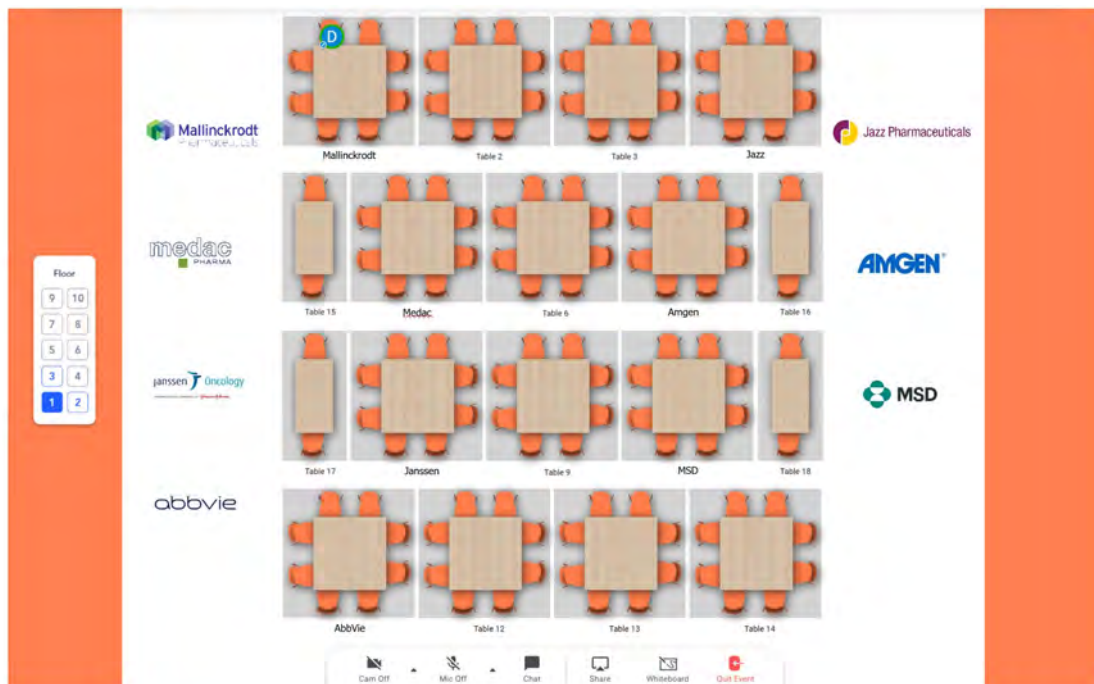 D
Mallinckrodt
Pharmaceuticals
Jazz Pharmaceuticals
Mallinckrodt
Table 2
Table 3
Jazz
medac
PHARMA
AMGEN®
Table 15
Medac
Table 6
Amgen
Table 16
Floor
9 10
7 8
5 6
3 4
1 2
janssen Oncology
MSD
Table 17
Janssen
Table 9
MSD
Table 18
abbvie
AbbVie
Table 12
Table 13
Table 14
Cam Off
Mic Off
Chat
Share
Whiteboard
Quit Event